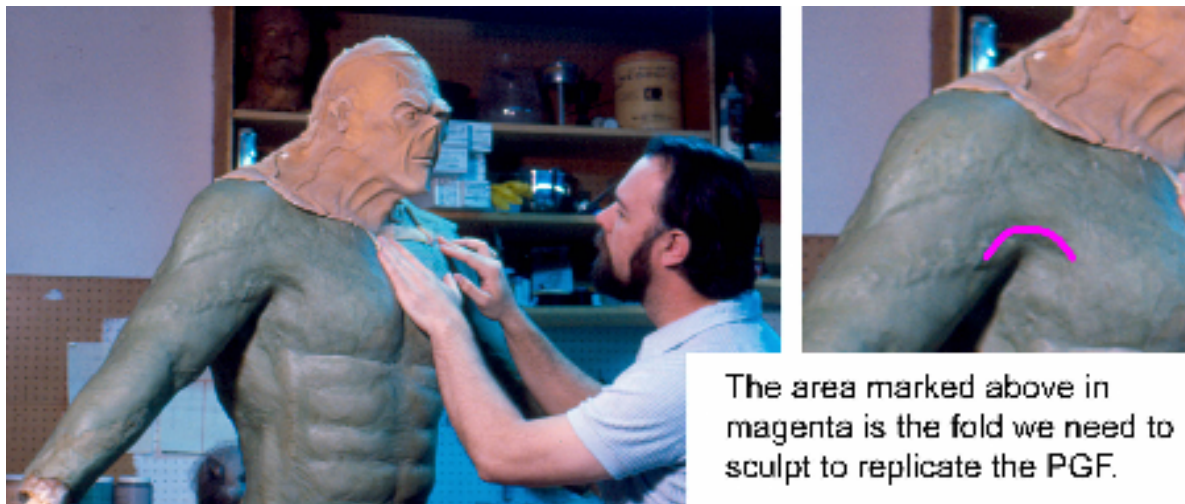 The area marked above in
magenta is the fold we need to
sculpt to replicate the PGF.